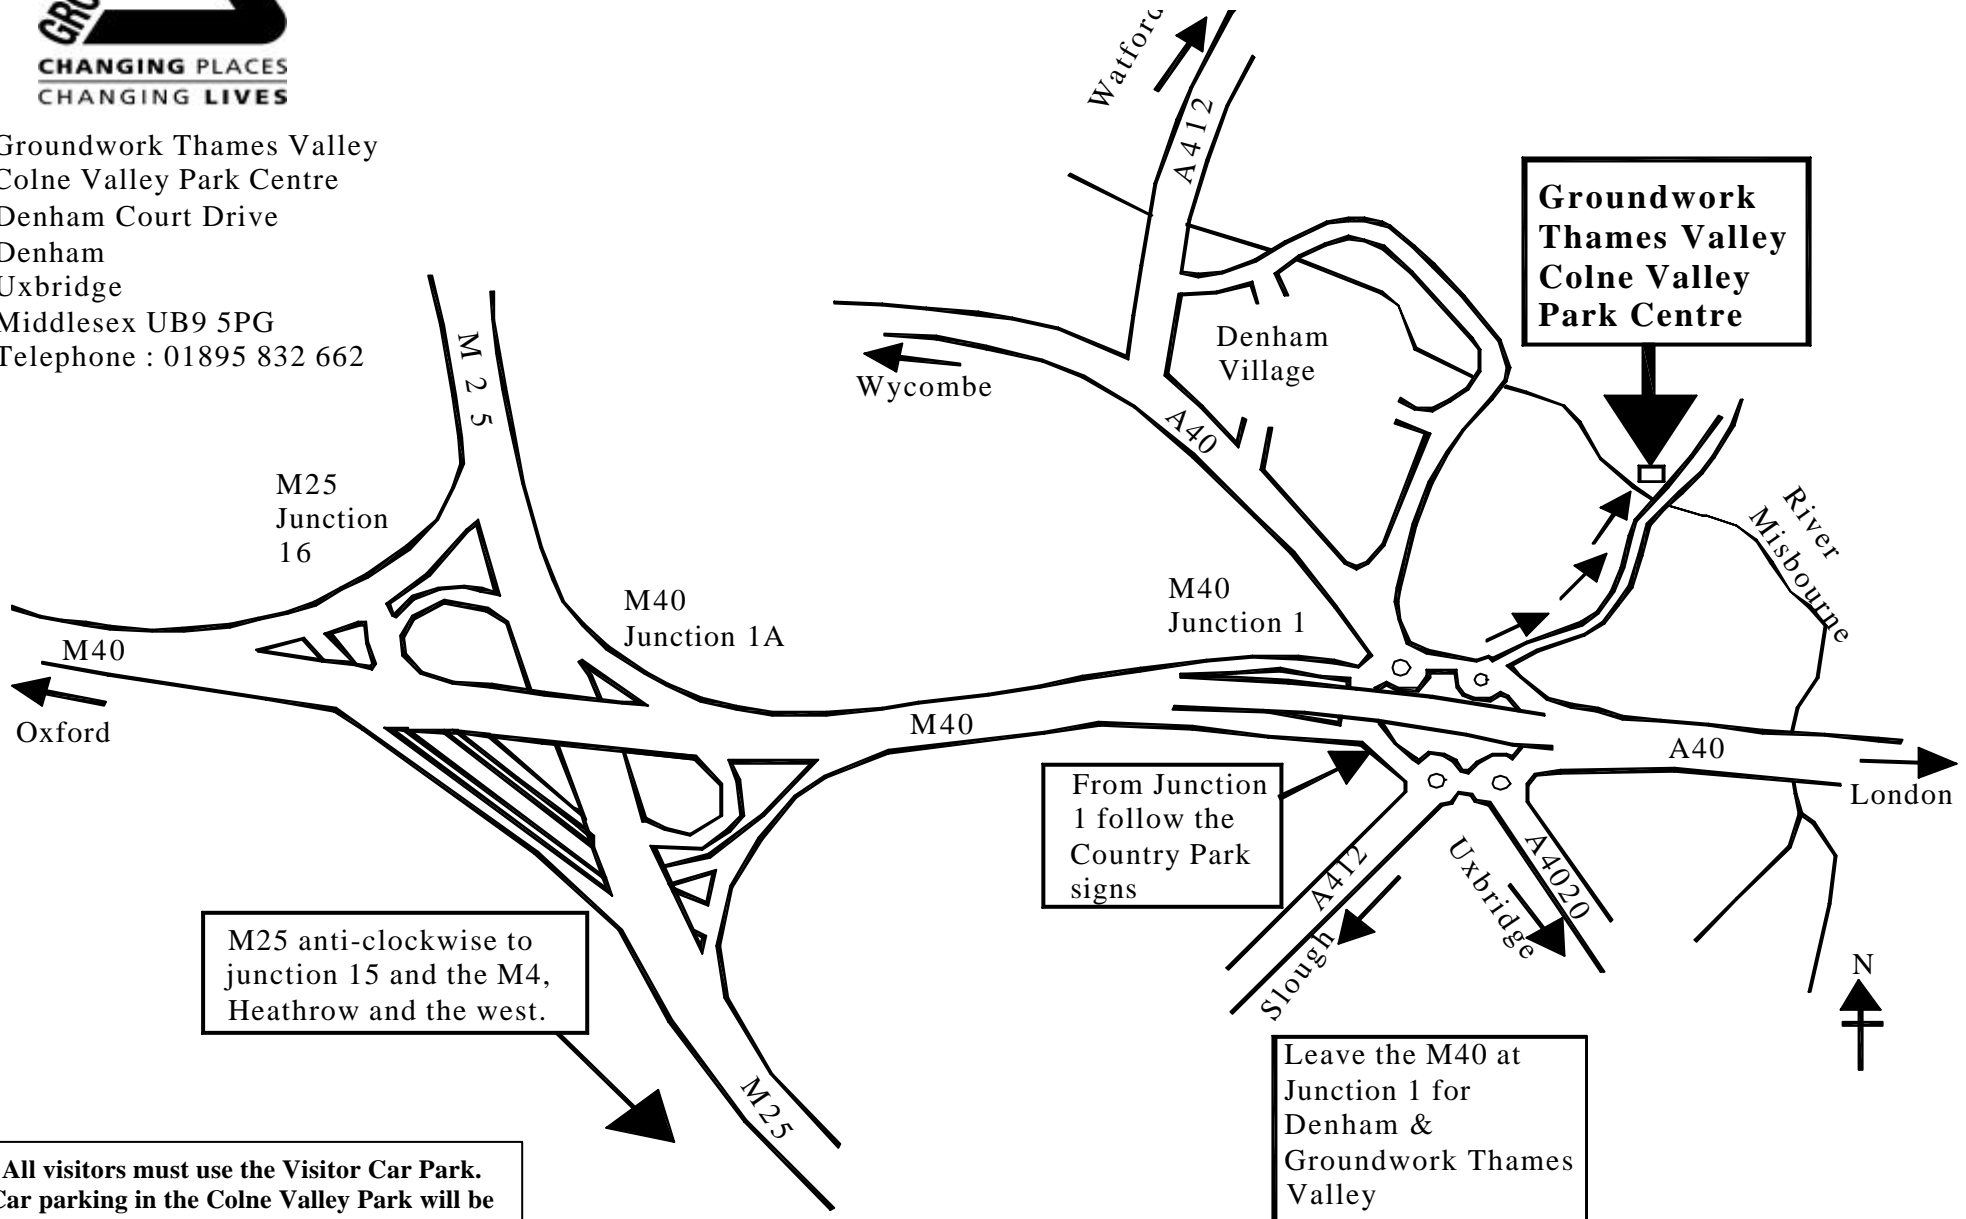 CHANGING PLACES
CHANGING LIVES
Groundwork Thames Valley
Colne Valley Park Centre
Denham Court Drive
Denham
Uxbridge
Middlesex UB9 5PG
Telephone : 01895 832 662
Watford
A412
Groundwork
Thames Valley
Colne Valley
Park Centre
M 25
Denham
Village
Wycombe
A40
M25
Junction
16
River
Misbourne
M40
Junction 1A
M40
Junction 1
M40
Oxford
M40
A40
London
From Junction
1 follow the
Country Park
signs
A412
Slough
Uxbridge
A4020
M25 anti-clockwise to
junction 15 and the M4,
Heathrow and the west.
N
M25
Leave the M40 at
Junction 1 for
Denham &
Groundwork Thames
Valley
All visitors must use the Visitor Car Park.
Car parking in the Colne Valley Park will be